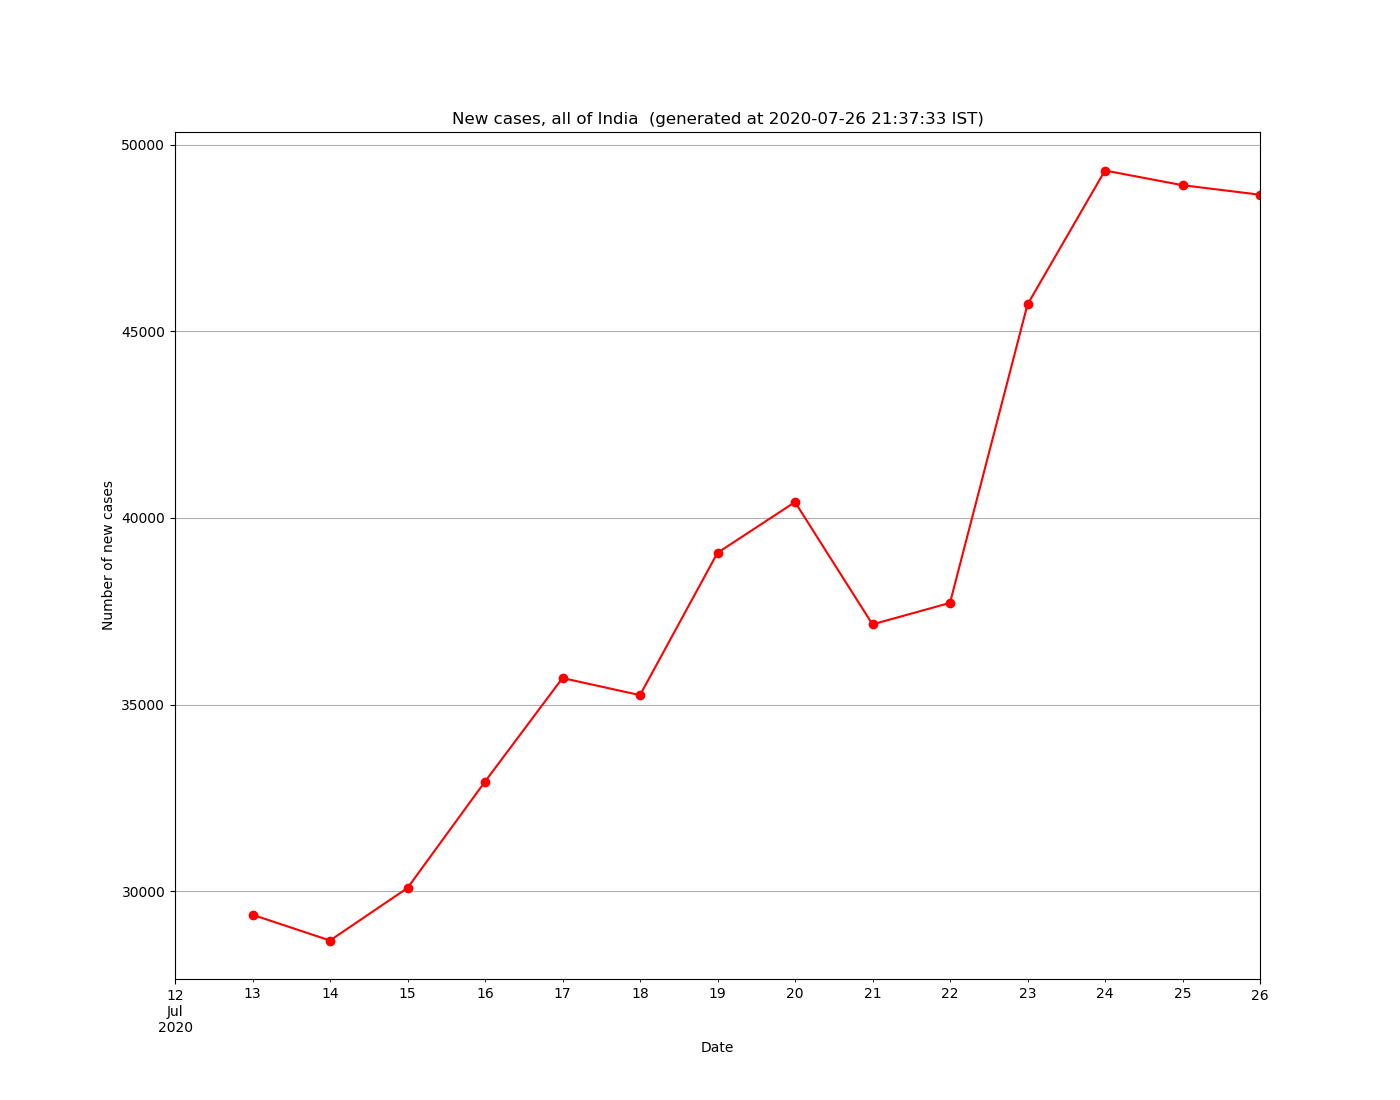 New cases, all of India  (generated at 2020-07-26 21:37:33 IST)
50000
45000
40000
35000
30000
Number of new cases
12 13 14 15 16 17 18 19 20 21 22 23 24 25 26
Jul
2020
Date